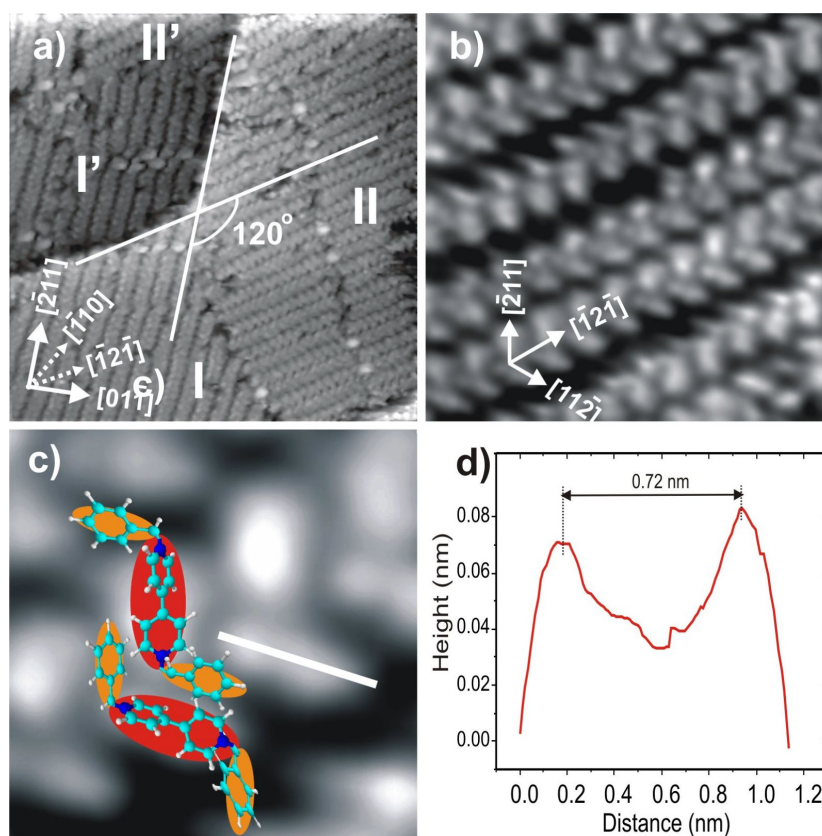 a)
II'
I'
II
120°
I
[2̄11]
[1̄10]
[1̄21̄]
[011̄]
c)
b)
[2̄11]
[1̄21̄]
[112̄]
c)
d)
0.72 nm
0.08
0.06
0.04
0.02
0.00
Height (nm)
0.0 0.2 0.4 0.6 0.8 1.0 1.2
Distance (nm)